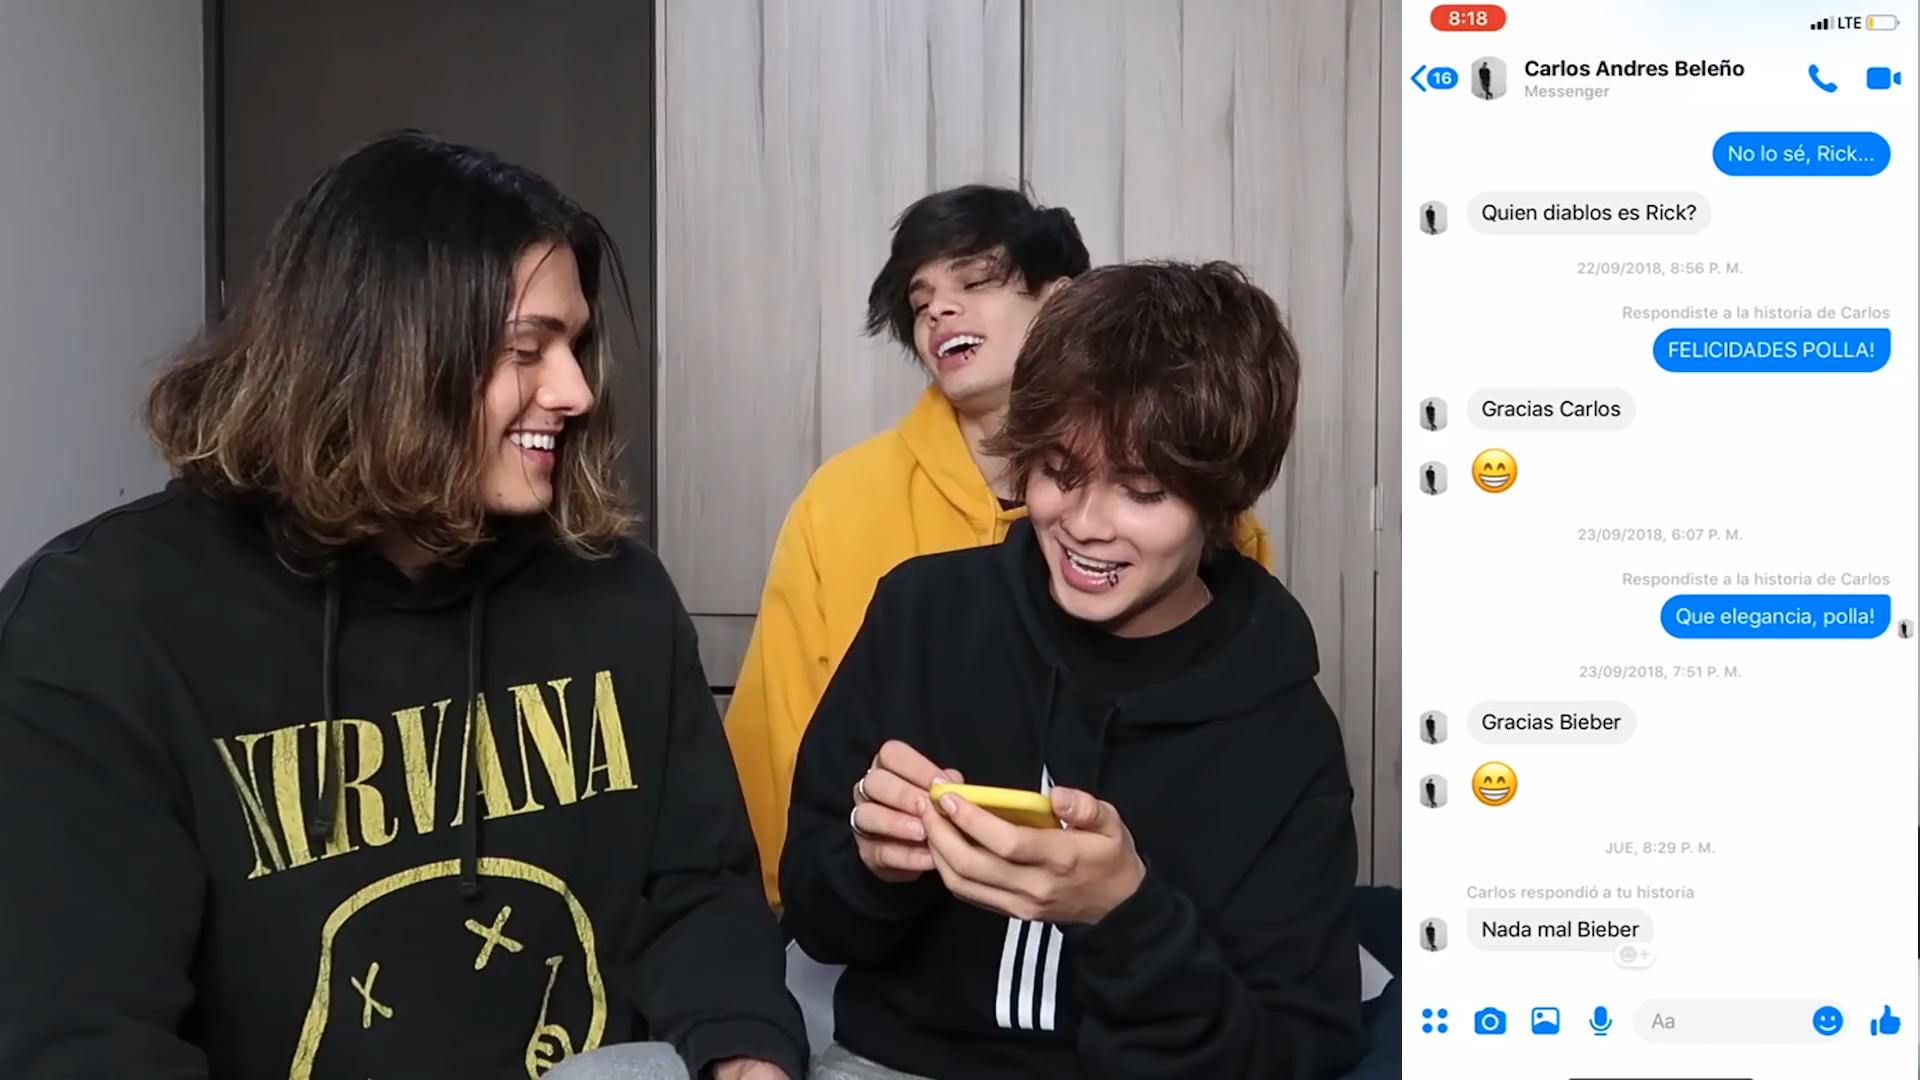 NIRVANA
8:18
LTE
16
Carlos Andres Beleño
Messenger
No lo sé, Rick...
Quien diablos es Rick?
22/09/2018, 8:56 P. M.
Respondiste a la historia de Carlos
FELICIDADES POLLA!
Gracias Carlos
23/09/2018, 6:07 P. M.
Respondiste a la historia de Carlos
Que elegancia, polla!
23/09/2018, 7:51 P. M.
Gracias Bieber
JUE, 8:29 P. M.
Carlos respondió a tu historia
Nada mal Bieber
Aa